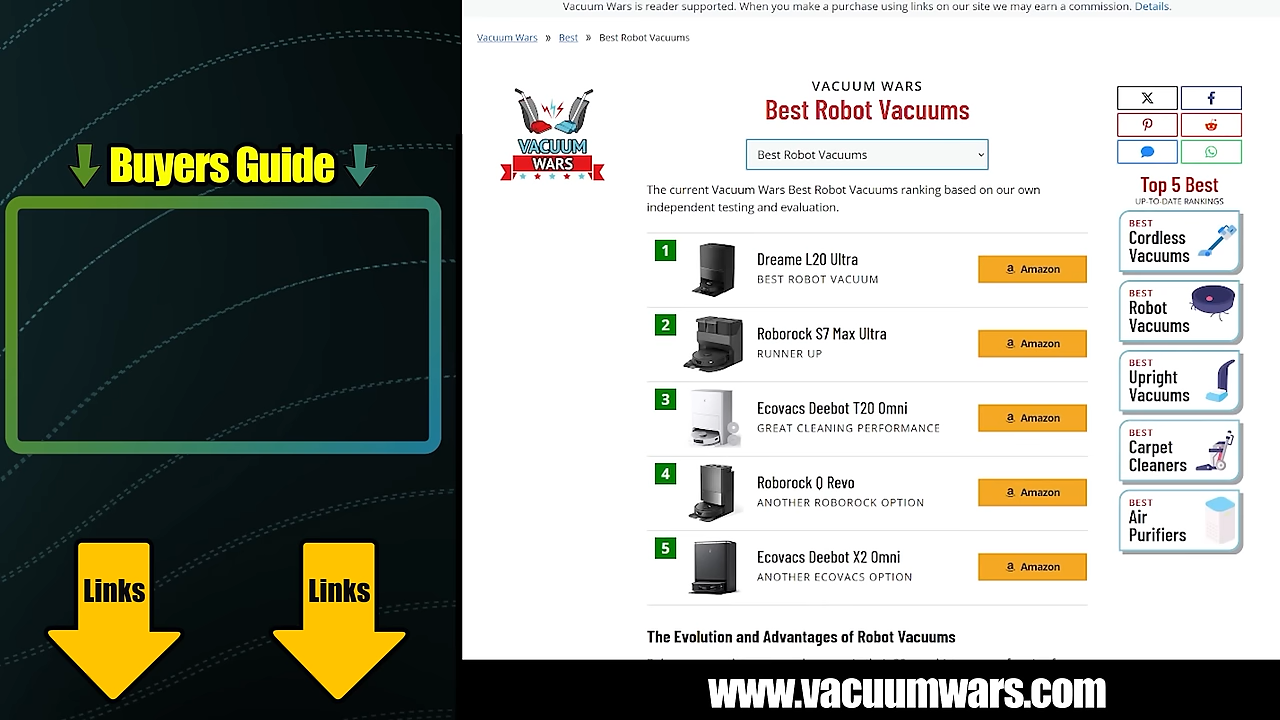 Buyers Guide
Links
Links
Vacuum Wars is reader supported. When you make a purchase using links on our site we may earn a commission. Details.
Vacuum Wars » Best » Best Robot Vacuums
VACUUM
WARS
VACUUM WARS
Best Robot Vacuums
Best Robot Vacuums
The current Vacuum Wars Best Robot Vacuums ranking based on our own
independent testing and evaluation.
1
Dreame L20 Ultra
BEST ROBOT VACUUM
Amazon
2
Roborock S7 Max Ultra
RUNNER UP
Amazon
3
Ecovacs Deebot T20 Omni
GREAT CLEANING PERFORMANCE
Amazon
4
Roborock Q Revo
ANOTHER ROBOROCK OPTION
Amazon
5
Ecovacs Deebot X2 Omni
ANOTHER ECOVACS OPTION
Amazon
The Evolution and Advantages of Robot Vacuums
Top 5 Best
UP-TO-DATE RANKINGS
BEST
Cordless
Vacuums
BEST
Robot
Vacuums
BEST
Upright
Vacuums
BEST
Carpet
Cleaners
BEST
Air
Purifiers
www.vacuumwars.com